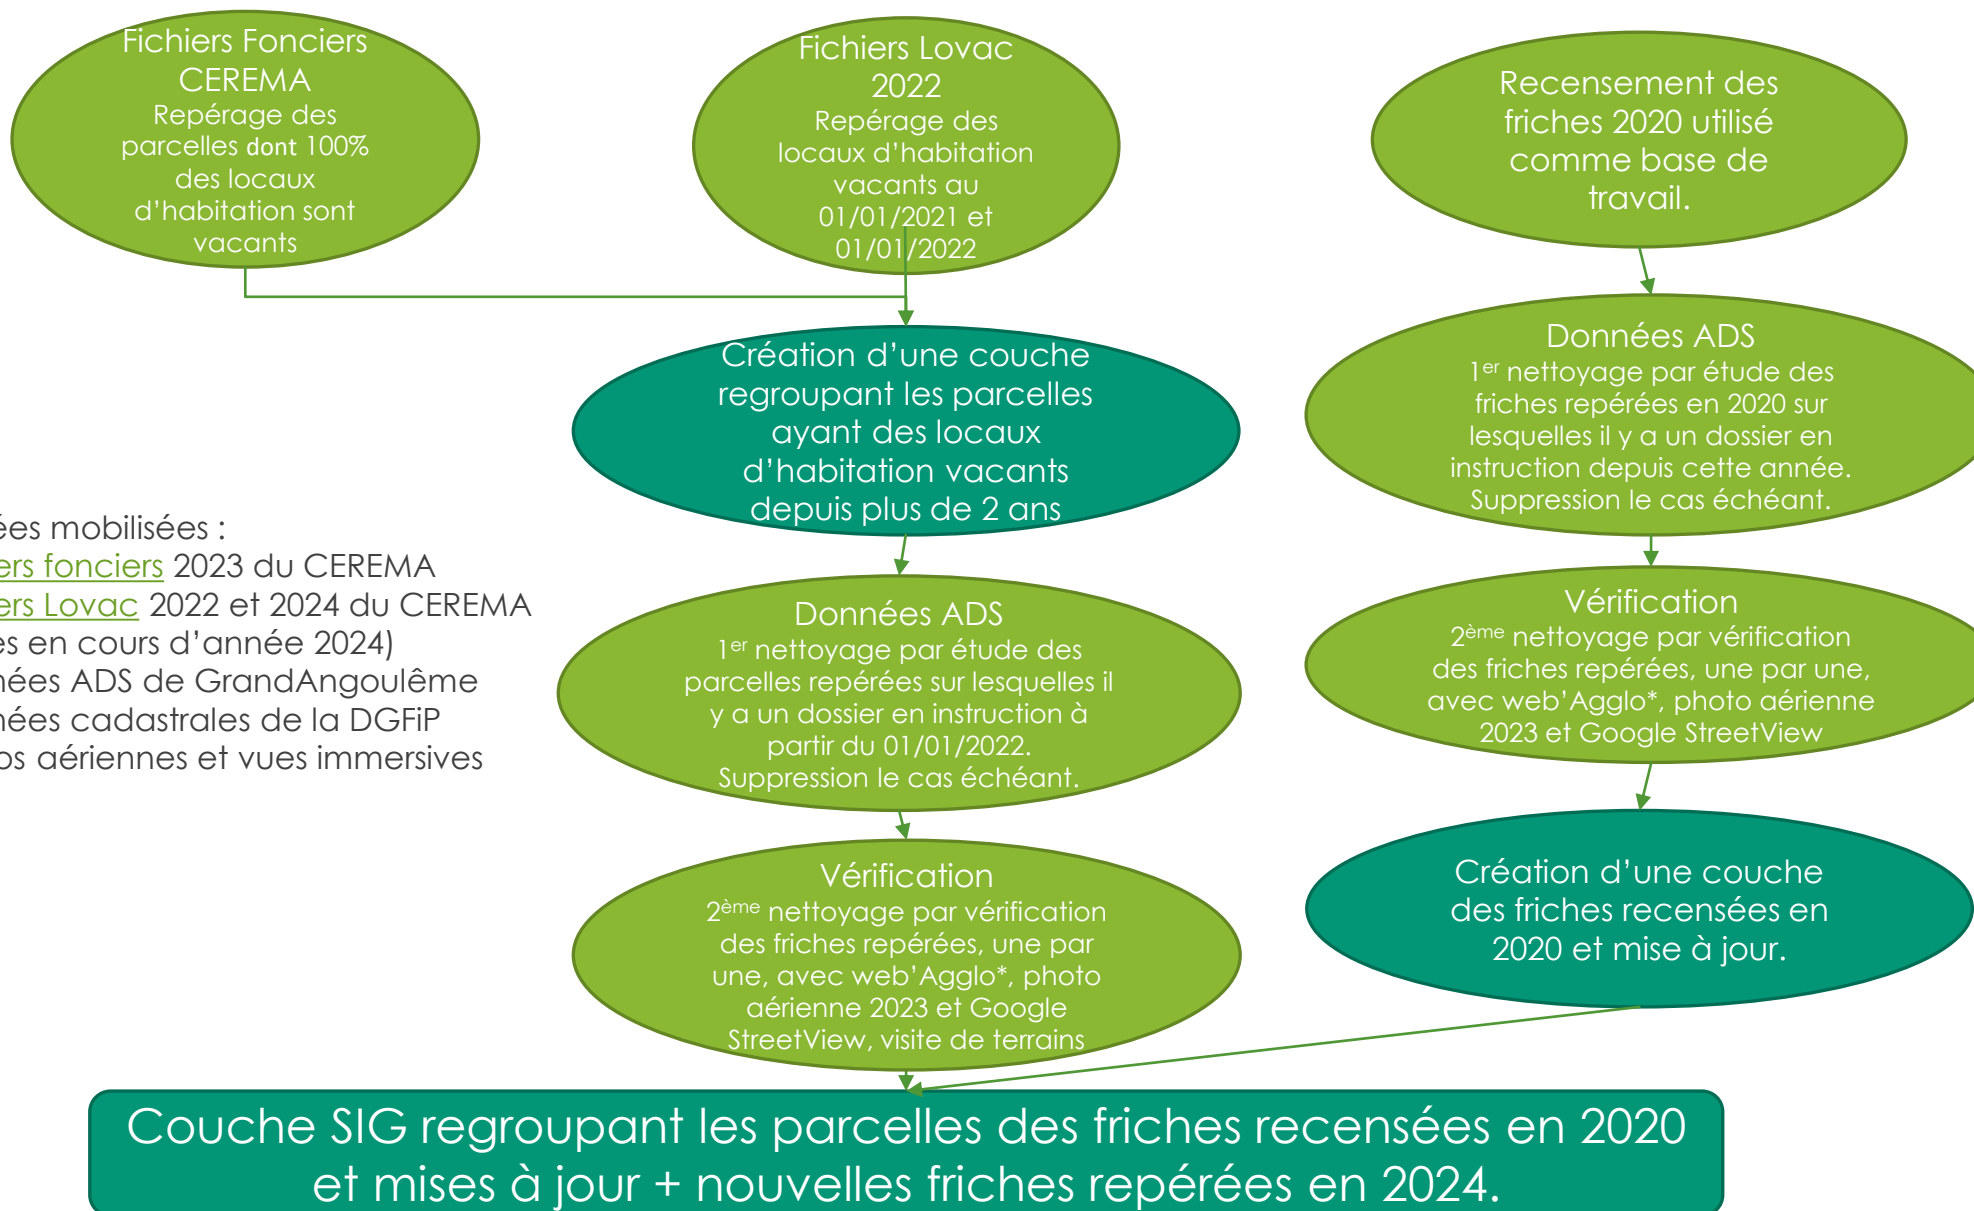 Fichiers Fonciers
CEREMA
Repérage des
parcelles dont 100%
des locaux
d’habitation sont
vacants
Fichiers Lovac
2022
Repérage des
locaux d’habitation
vacants au
01/01/2021 et
01/01/2022
Recensement des
friches 2020 utilisé
comme base de
travail.
Création d’une couche
regroupant les parcelles
ayant des locaux
d’habitation vacants
depuis plus de 2 ans
Données ADS
1er nettoyage par étude des
friches repérées en 2020 sur
lesquelles il y a un dossier en
instruction depuis cette année.
Suppression le cas échéant.
ées mobilisées :
ers fonciers 2023 du CEREMA
ers Lovac 2022 et 2024 du CEREMA
es en cours d’année 2024)
nées ADS de GrandAngoulême
nées cadastrales de la DGFiP
os aériennes et vues immersives
Données ADS
1er nettoyage par étude des
parcelles repérées sur lesquelles il
y a un dossier en instruction à
partir du 01/01/2022.
Suppression le cas échéant.
Vérification
2ème nettoyage par vérification
des friches repérées, une par une,
avec web’Agglo*, photo aérienne
2023 et Google StreetView
Vérification
2ème nettoyage par vérification
des friches repérées, une par
une, avec web’Agglo*, photo
aérienne 2023 et Google
StreetView, visite de terrains
Création d’une couche
des friches recensées en
2020 et mise à jour.
Couche SIG regroupant les parcelles des friches recensées en 2020
et mises à jour + nouvelles friches repérées en 2024.